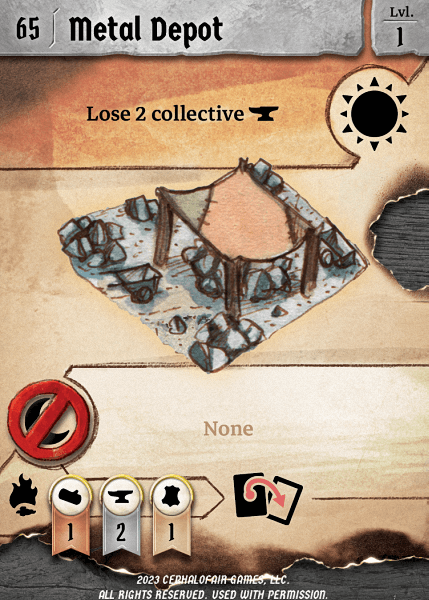 65 Metal Depot
Lvl.
1
Lose 2 collective
None
1 2 1
2023 CEPHALOFAIR GAMES, LLC.
ALL RIGHTS RESERVED. USED WITH PERMISSION.